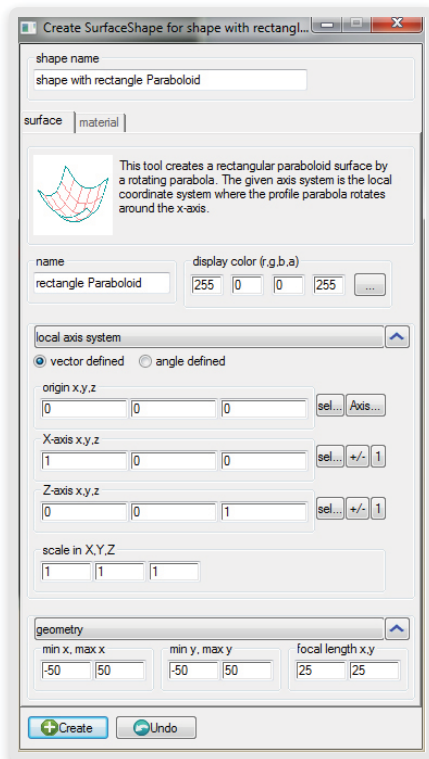 Create SurfaceShape for shape with rectangl...
shape name
shape with rectangle Paraboloid
surface material
This tool creates a rectangular paraboloid surface by
a rotating parabola. The given axis system is the local
coordinate system where the profile parabola rotates
around the x-axis.
name display color (r,g,b,a)
rectangle Paraboloid 255 0 0 255 ...
local axis system
vector defined angle defined
origin x,y,z
0 0 0 sel... Axis...
X-axis x,y,z
1 0 0 sel... +/- 1
Z-axis x,y,z
0 0 1 sel... +/- 1
scale in X,Y,Z
1 1 1
geometry
min x, max x min y, max y focal length x,y
-50 50 -50 50 25 25
Create Undo